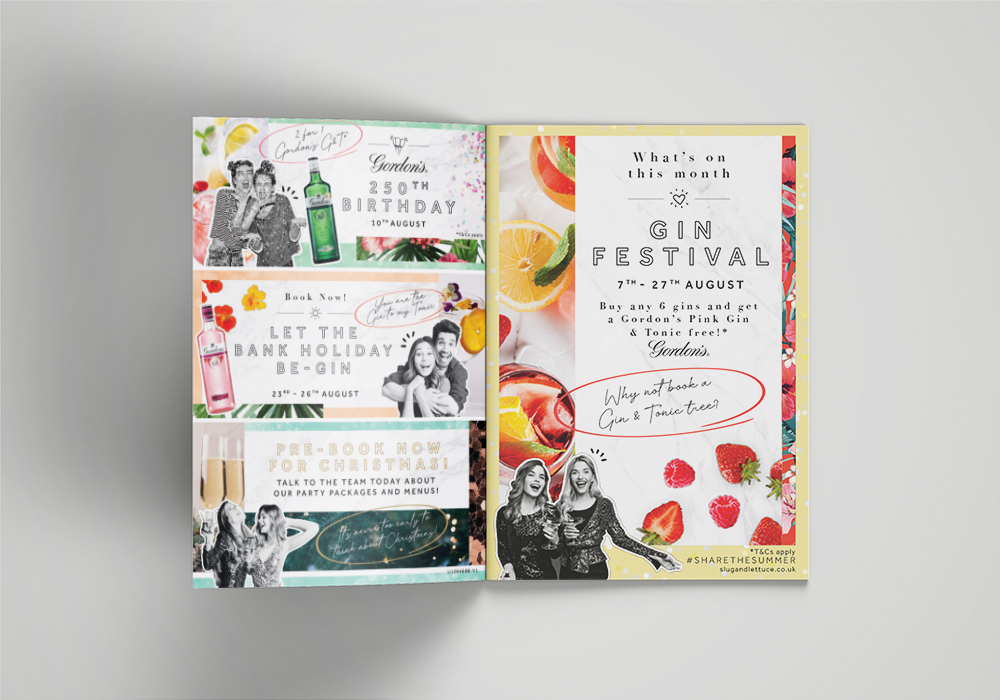 2 for 1
Gordon's G&T*
Gordon's
250TH
BIRTHDAY
10TH AUGUST
*T&Cs apply
Book Now!
You are the
Gin to my Tonic
LET THE
BANK HOLIDAY
BE-GIN
23RD - 26TH AUGUST
Gordon's
PRE-BOOK NOW
FOR CHRISTMAS!
TALK TO THE TEAM TODAY ABOUT
OUR PARTY PACKAGES AND MENUS!
It's never too early to
think about Christmas
What's on
this month
GIN
FESTIVAL
7TH - 27TH AUGUST
Buy any 6 gins and get
a Gordon's Pink Gin
& Tonic free!*
Gordon's
Why not book a
Gin & Tonic tree?
*T&Cs apply
#SHARETHESUMMER
slugandlettuce.co.uk